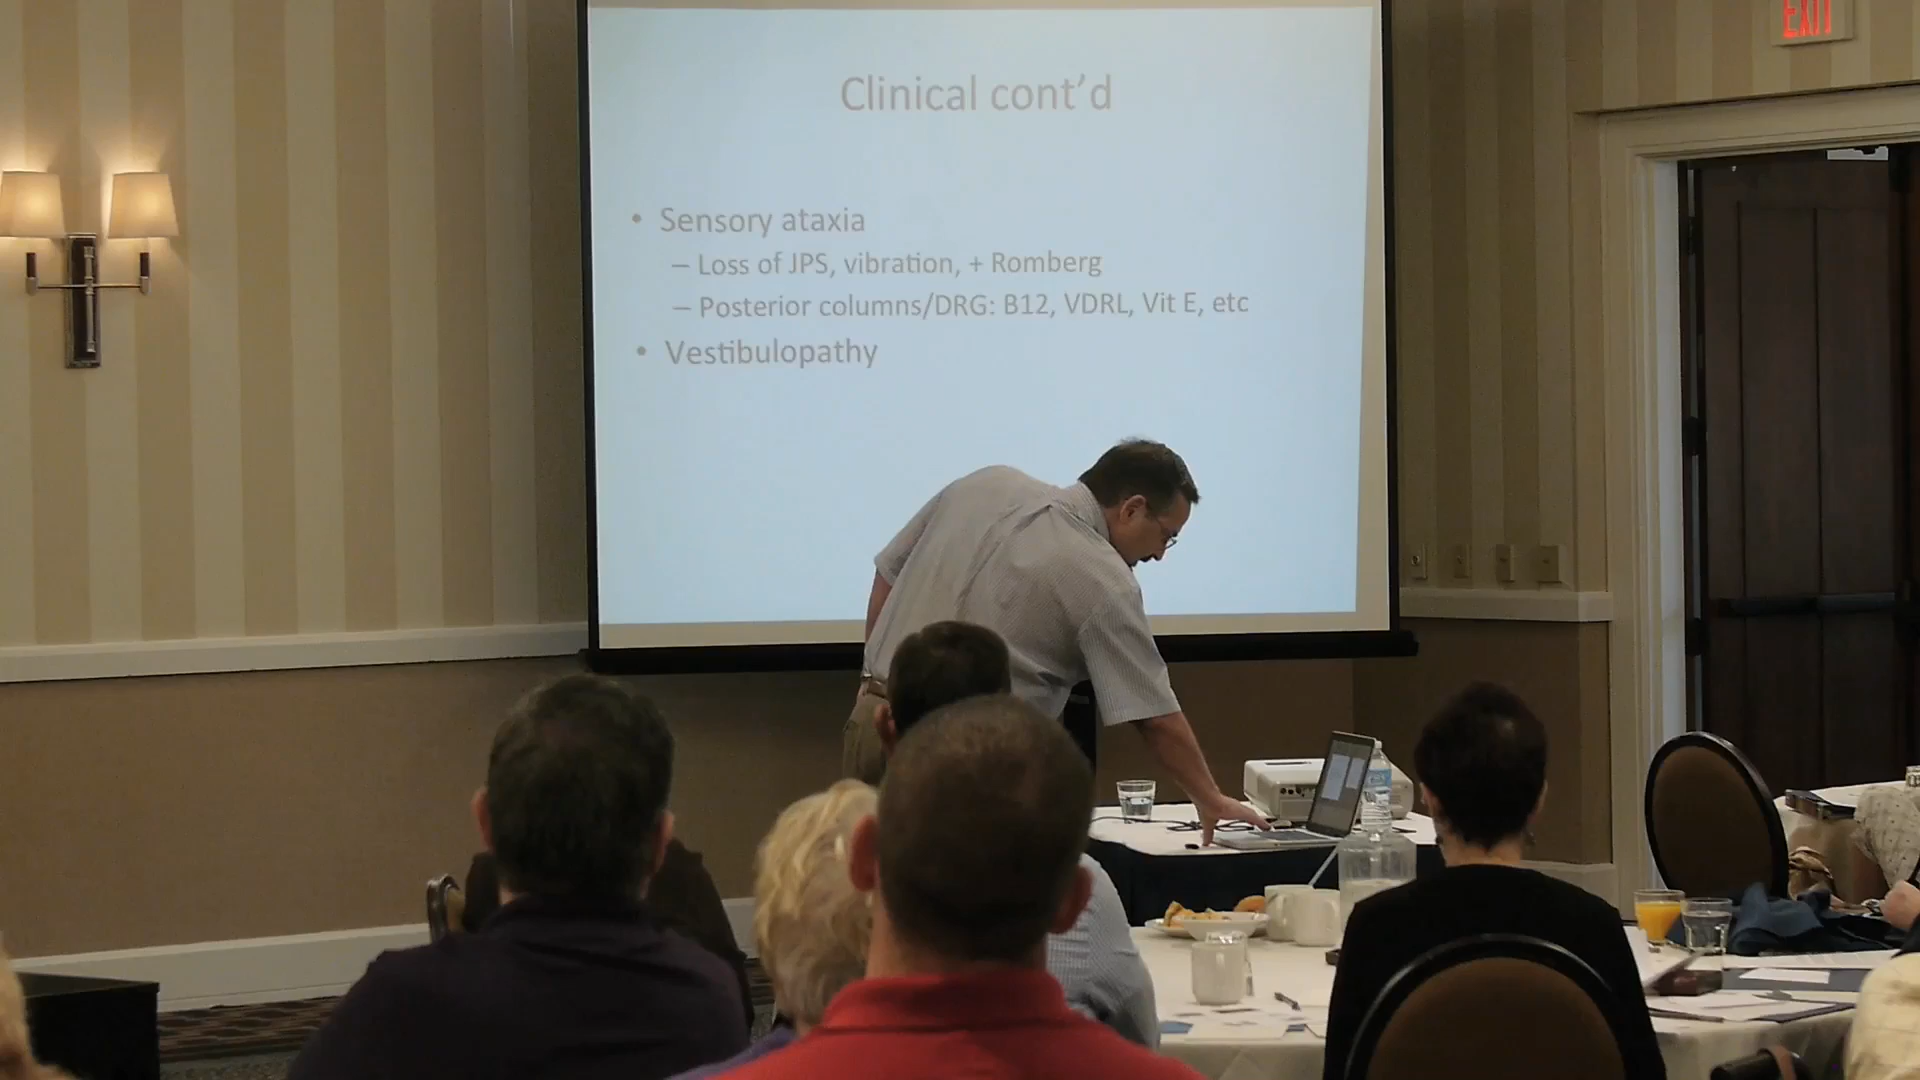 EXIT
Clinical cont'd
• Sensory ataxia
– Loss of JPS, vibration, + Romberg
– Posterior columns/DRG: B12, VDRL, Vit E, etc
• Vestibulopathy